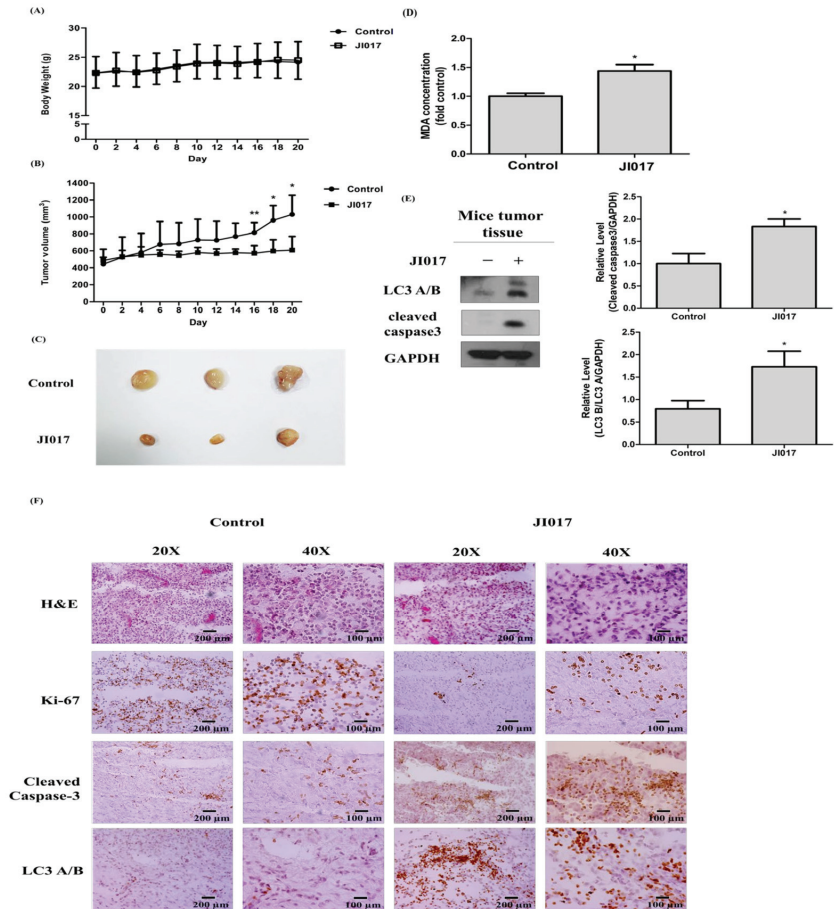 (A)
Control
JI017
Body Weight (g)
30
25
20
15
5
0
0 2 4 6 8 10 12 14 16 18 20
Day
(B)
Control
JI017
Tumor volume (mm³)
1400
1200
1000
800
600
400
200
0
** * *
0 2 4 6 8 10 12 14 16 18 20
Day
(C)
Control
JI017
(D)
MDA concentration
(fold control)
2.0
1.5
1.0
0.5
0.0
*
Control JI017
(E)
Mice tumor
tissue
JI017 − +
LC3 A/B
cleaved
caspase3
GAPDH
Relative Level
(Cleaved caspase3/GAPDH)
2.5
2.0
1.5
1.0
0.5
0.0
*
Control JI017
Relative Level
(LC3 B/LC3 A/GAPDH)
2.5
2.0
1.5
1.0
0.5
0.0
*
Control JI017
(F)
Control JI017
20X 40X 20X 40X
H&E
200 µm 100 µm 200 µm 100 µm
Ki-67
200 µm 100 µm 200 µm 100 µm
Cleaved
Caspase-3
200 µm 100 µm 200 µm 100 µm
LC3 A/B
200 µm 100 µm 200 µm 100 µm